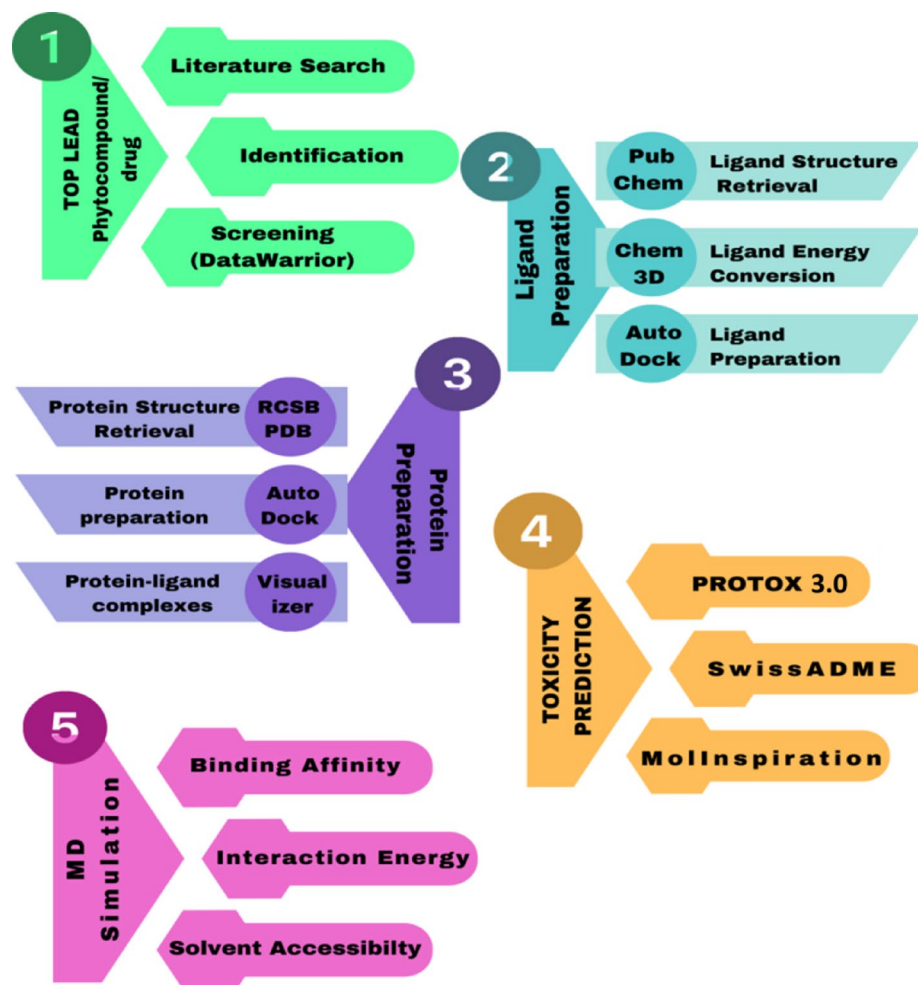 1
TOP LEAD
Phytocompound/
drug
Literature Search
Identification
Screening
(DataWarrior)
2
Ligand
Preparation
Pub
Chem
Ligand Structure
Retrieval
Chem
3D
Ligand Energy
Conversion
Auto
Dock
Ligand
Preparation
3
Protein
Preparation
Protein Structure
Retrieval
RCSB
PDB
Protein
preparation
Auto
Dock
Protein-ligand
complexes
Visual
izer
4
TOXICITY
PREDICTION
PROTOX 3.0
SwissADME
MolInspiration
5
MD
Simulation
Binding Affinity
Interaction Energy
Solvent Accessibilty